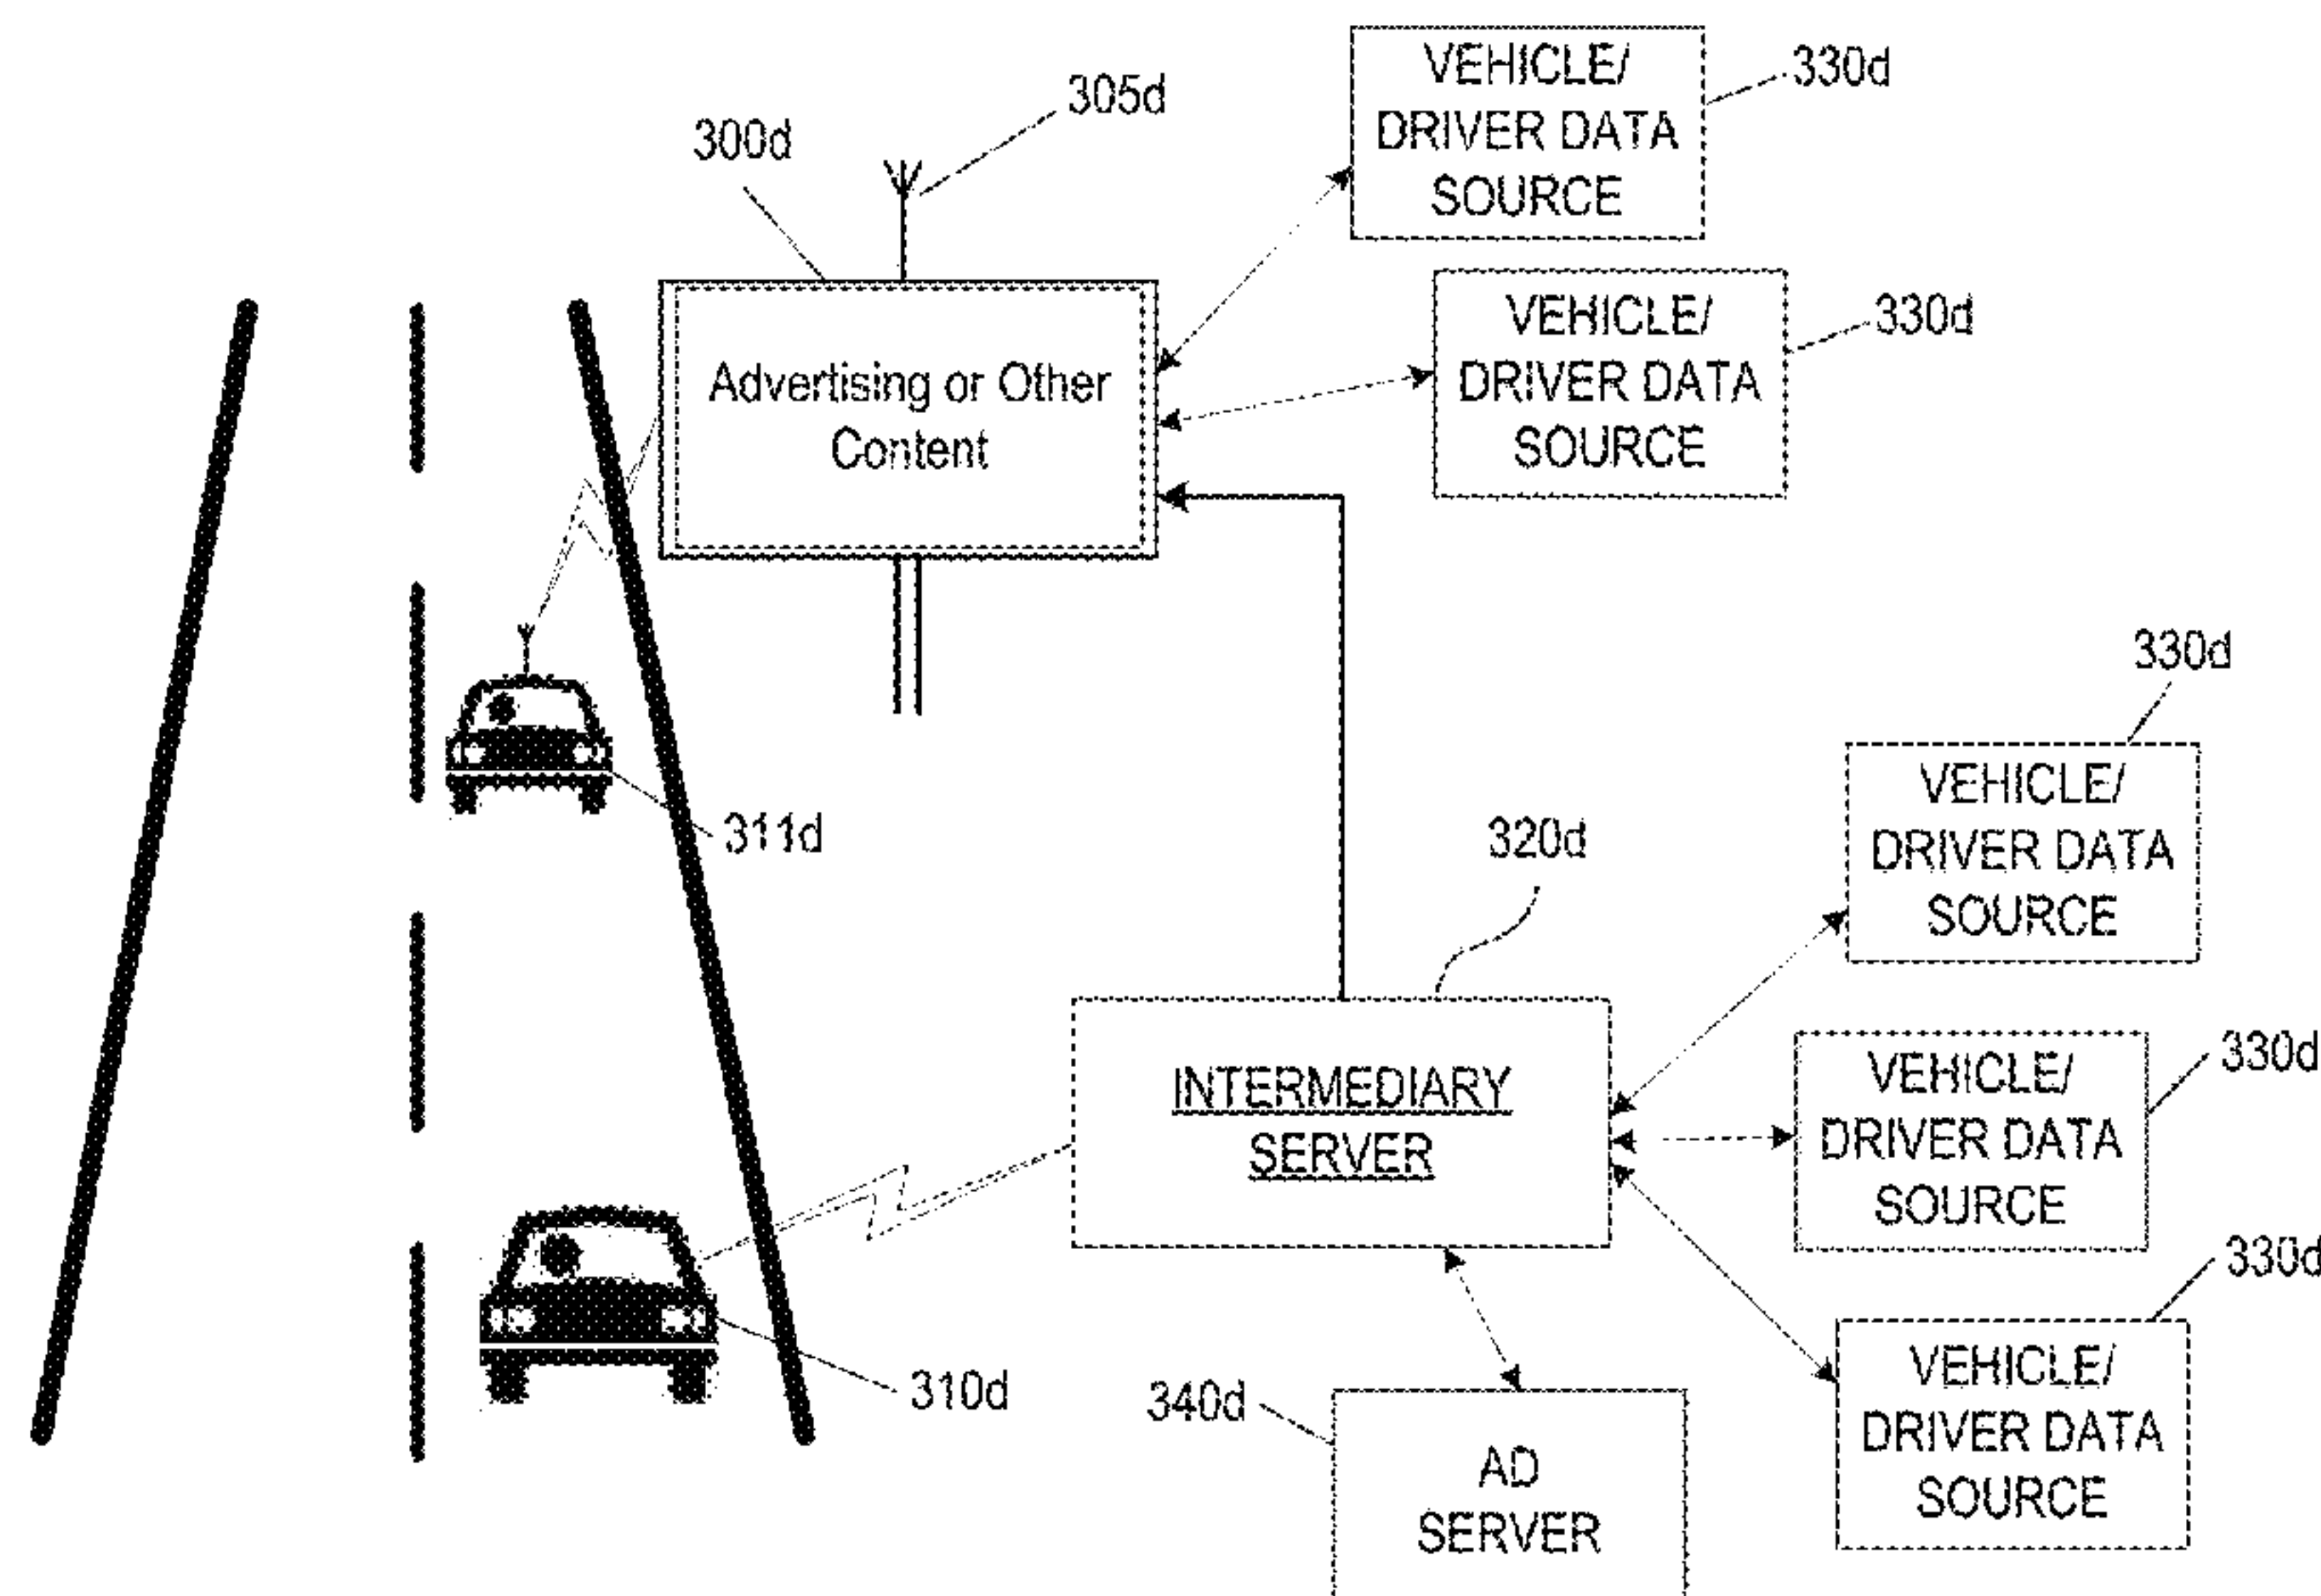 305d
300d
VEHICLE/
DRIVER DATA
SOURCE
330d
VEHICLE/
DRIVER DATA
SOURCE
330d
Advertising or Other
Content
311d
330d
VEHICLE/
DRIVER DATA
SOURCE
320d
INTERMEDIARY
SERVER
VEHICLE/
DRIVER DATA
SOURCE
330d
310d
330d
VEHICLE/
DRIVER DATA
SOURCE
340d
AD
SERVER